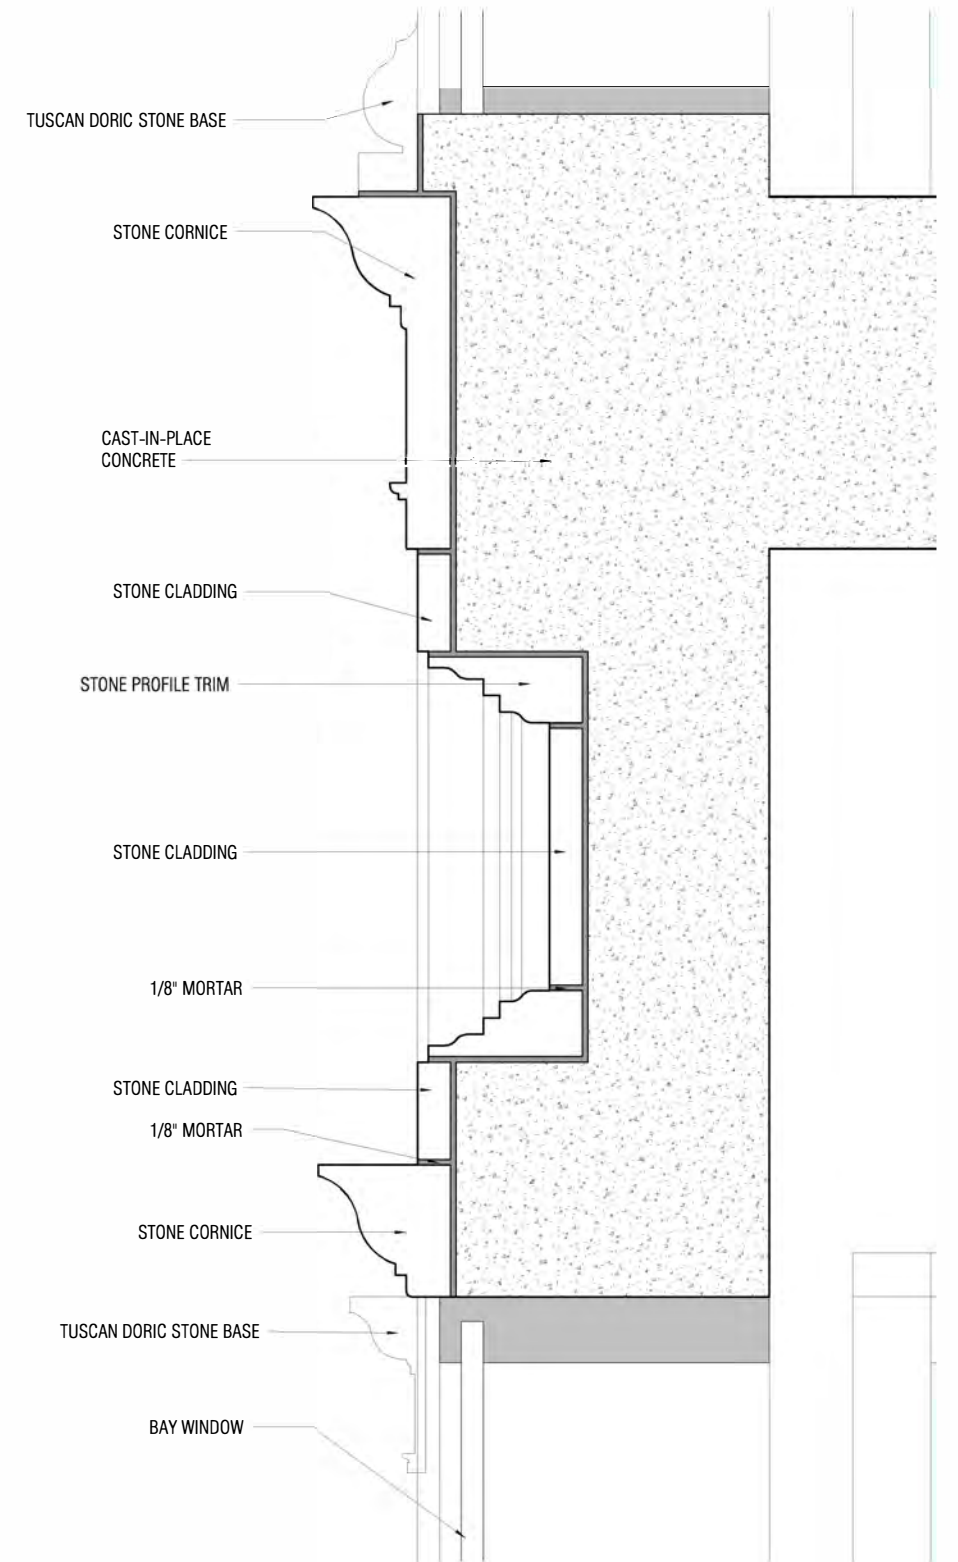 TUSCAN DORIC STONE BASE
STONE CORNICE
CAST-IN-PLACE
CONCRETE
STONE CLADDING
STONE PROFILE TRIM
STONE CLADDING
1/8" MORTAR
STONE CLADDING
1/8" MORTAR
STONE CORNICE
TUSCAN DORIC STONE BASE
BAY WINDOW